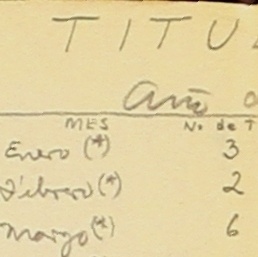 TITU
Año
MES No. de T
Enero (*) 3
Febrero (*) 2
Marzo (*) 6